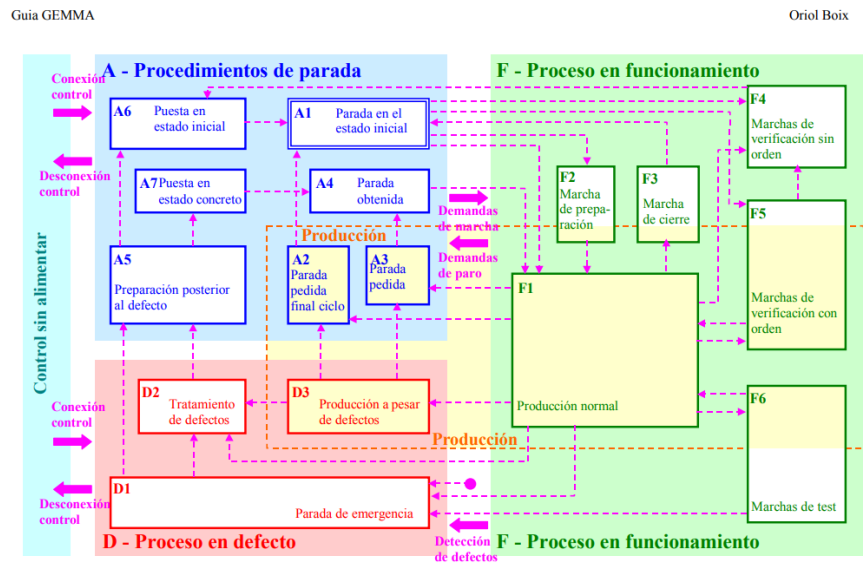 Guia GEMMA
Oriol Boix
A - Procedimientos de parada
F - Proceso en funcionamiento
Conexión
control
A6
Puesta en
estado inicial
A1
Parada en el
estado inicial
F4
Marchas de
verificación sin
orden
Desconexión
control
A7
Puesta en
estado concreto
A4
Parada
obtenida
Demandas
de marcha
F2
Marcha
de prepa-
ración
F3
Marcha
de cierre
Producción
Demandas
de paro
F5
Marchas de
verificación con
orden
A5
Preparación posterior
al defecto
A2
Parada
pedida
final ciclo
A3
Parada
pedida
F1
Producción normal
Control sin alimentar
D2
Tratamiento
de defectos
D3
Producción a pesar
de defectos
F6
Marchas de test
Conexión
control
Producción
D1
Parada de emergencia
Desconexión
control
D - Proceso en defecto
Detección
de defectos
F - Proceso en funcionamiento